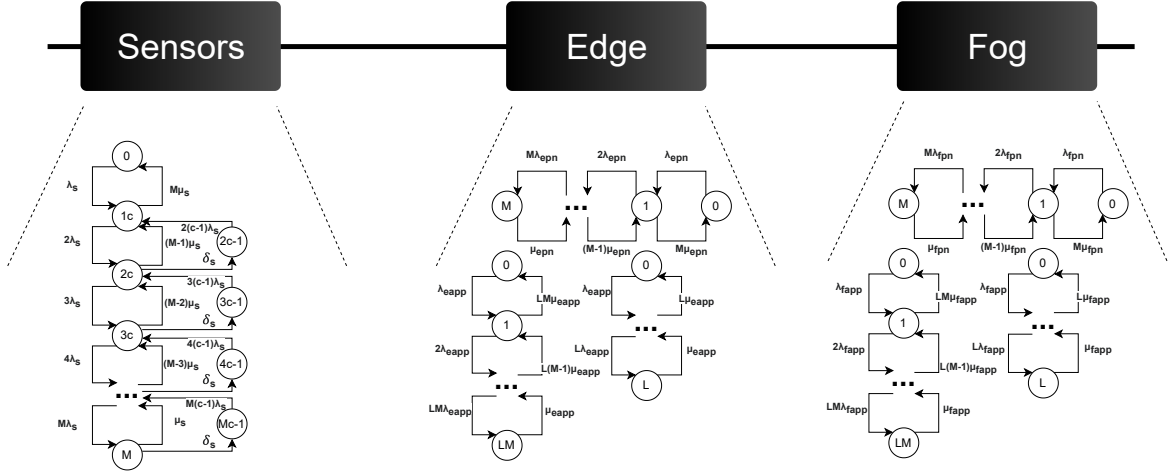 Sensors
Edge
Fog
0
λs
Mμs
1c
2(c-1)λs
2λs
(M-1)μs
2c-1
δs
2c
3(c-1)λs
3λs
(M-2)μs
3c-1
δs
3c
4(c-1)λs
4λs
(M-3)μs
4c-1
δs
...
M(c-1)λs
Mλs
μs
Mc-1
δs
M
Mλepn
2λepn
λepn
M
...
1
0
μepn
(M-1)μepn
Mμepn
0
λeapp
LMμeapp
1
2λeapp
L(M-1)μeapp
...
LMλeapp
μeapp
LM
0
λeapp
Lμeapp
...
Lλeapp
μeapp
L
Mλfpn
2λfpn
λfpn
M
...
1
0
μfpn
(M-1)μfpn
Mμfpn
0
λfapp
LMμfapp
1
2λfapp
L(M-1)μfapp
...
LMλfapp
μfapp
LM
0
λfapp
Lμfapp
...
Lλfapp
μfapp
L